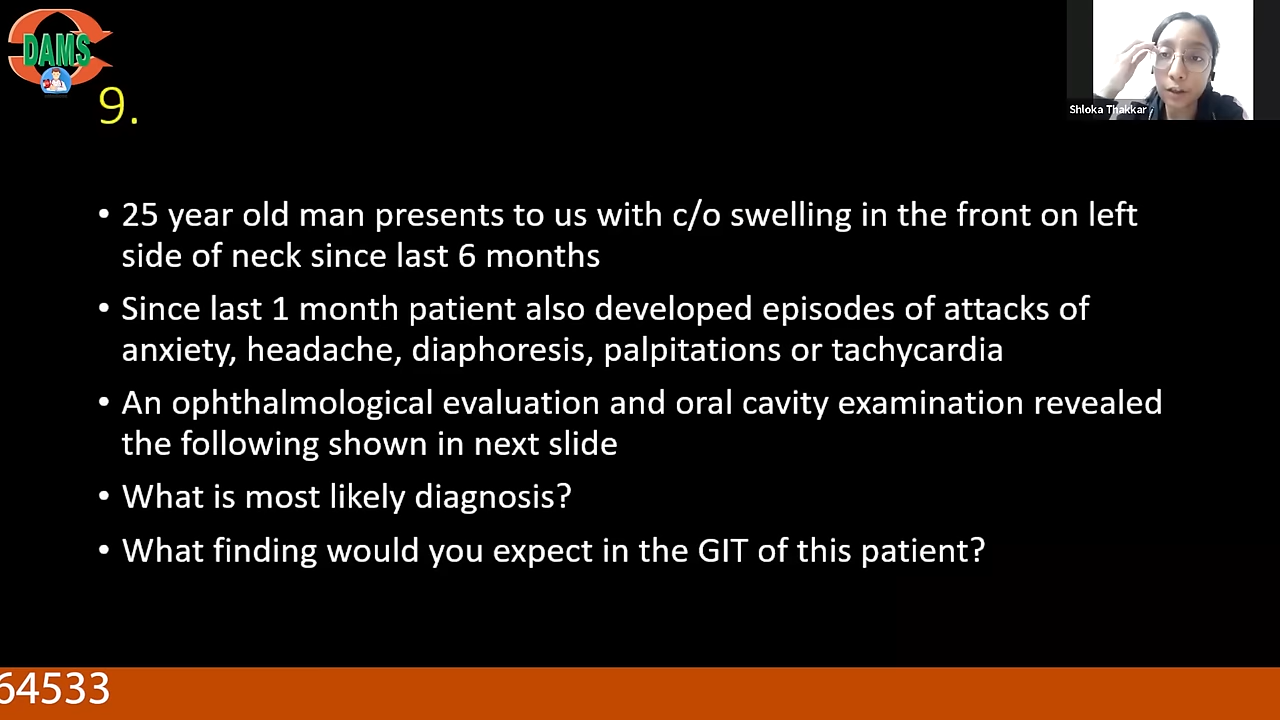 DAMS
Shloka Thakkar
9.
• 25 year old man presents to us with c/o swelling in the front on left
side of neck since last 6 months
• Since last 1 month patient also developed episodes of attacks of
anxiety, headache, diaphoresis, palpitations or tachycardia
• An ophthalmological evaluation and oral cavity examination revealed
the following shown in next slide
• What is most likely diagnosis?
• What finding would you expect in the GIT of this patient?
64533